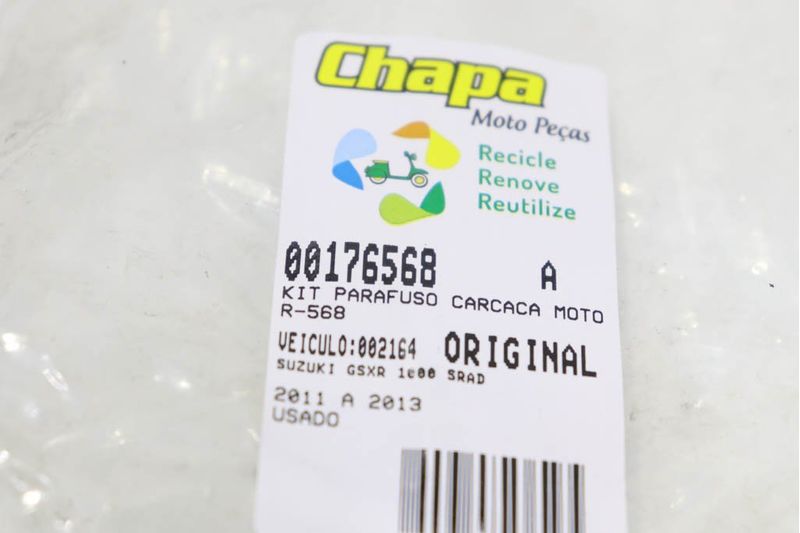 Chapa
Moto Peças
Recicle
Renove
Reutilize
00176568 A
KIT PARAFUSO CARCACA MOTO
R-568
VEICULO:002164 ORIGINAL
SUZUKI GSXR 1000 SRAD
2011 A 2013
USADO